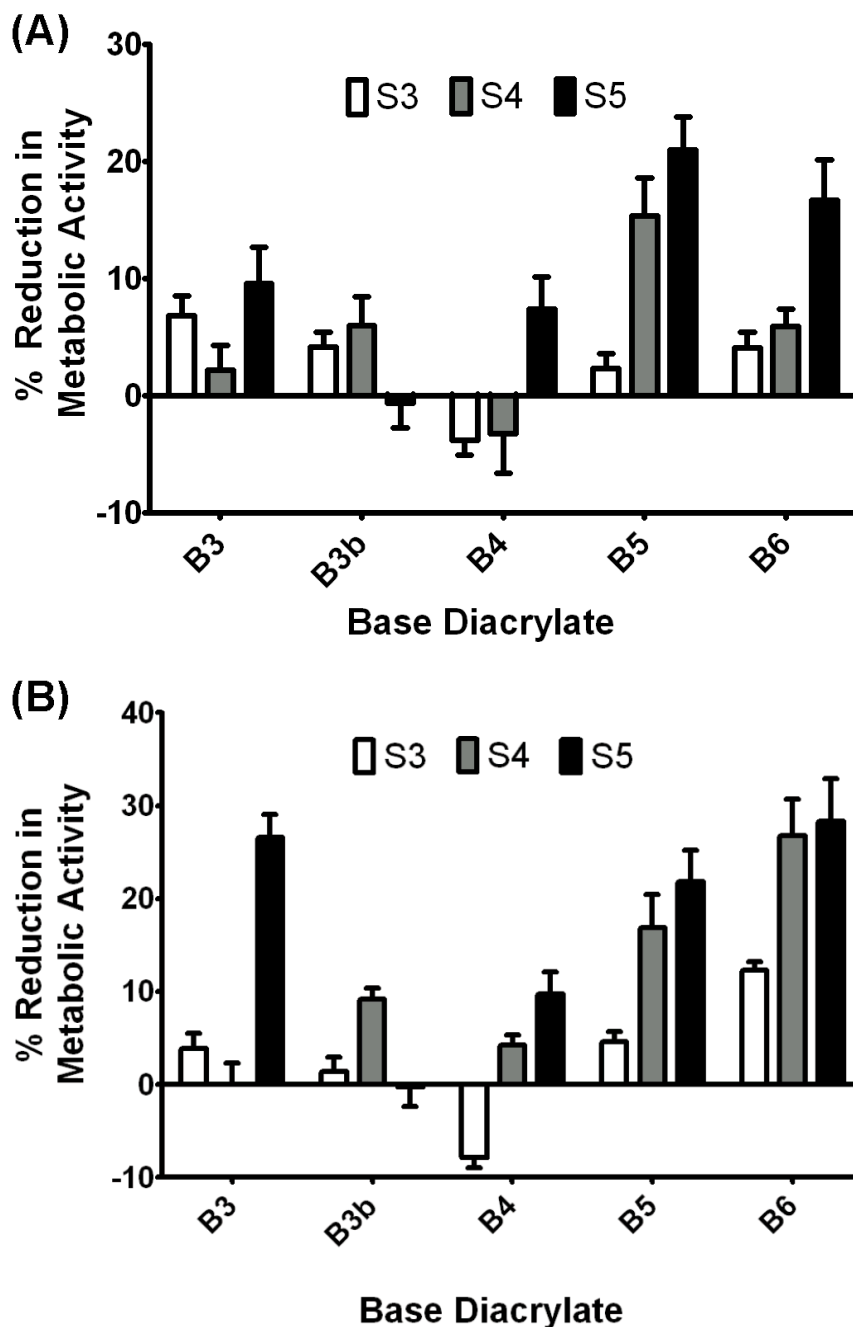 (A)
30
20
10
0
-10
% Reduction in
Metabolic Activity
S3 S4 S5
B3 B3b B4 B5 B6
Base Diacrylate
(B)
40
30
20
10
0
-10
% Reduction in
Metabolic Activity
S3 S4 S5
B3 B3b B4 B5 B6
Base Diacrylate